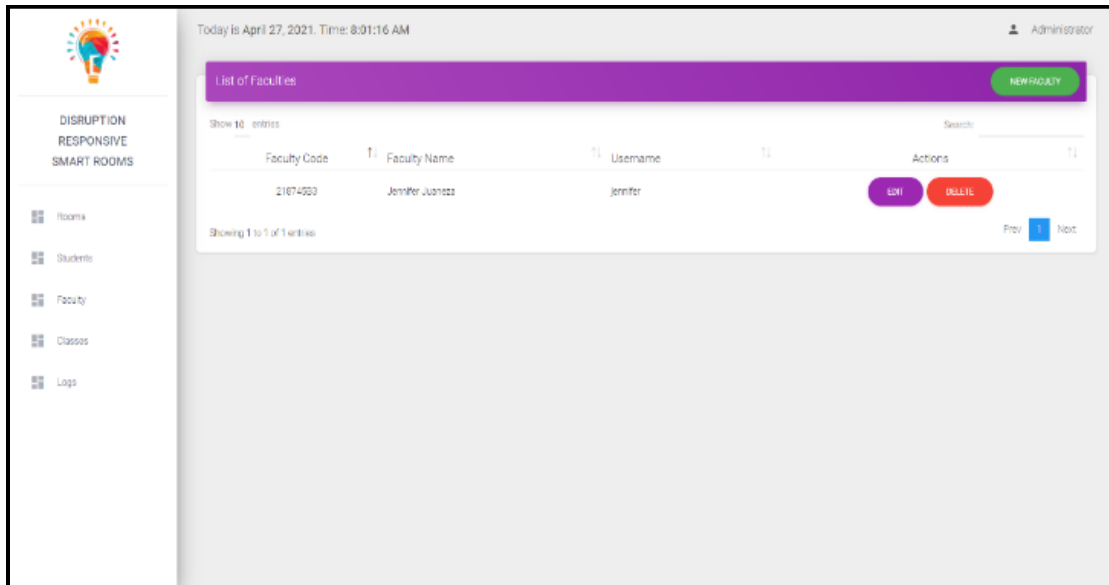 Today is April 27, 2021. Time: 8:01:16 AM
Administrator
DISRUPTION
RESPONSIVE
SMART ROOMS
Rooms
Students
Faculty
Classes
Logs
List of Faculties
NEW FACULTY
Show 10 entries
Search:
Faculty Code Faculty Name Username Actions
Jennifer jennifer EDIT DELETE
Showing 1 to 1 of 1 entries
Prev 1 Next